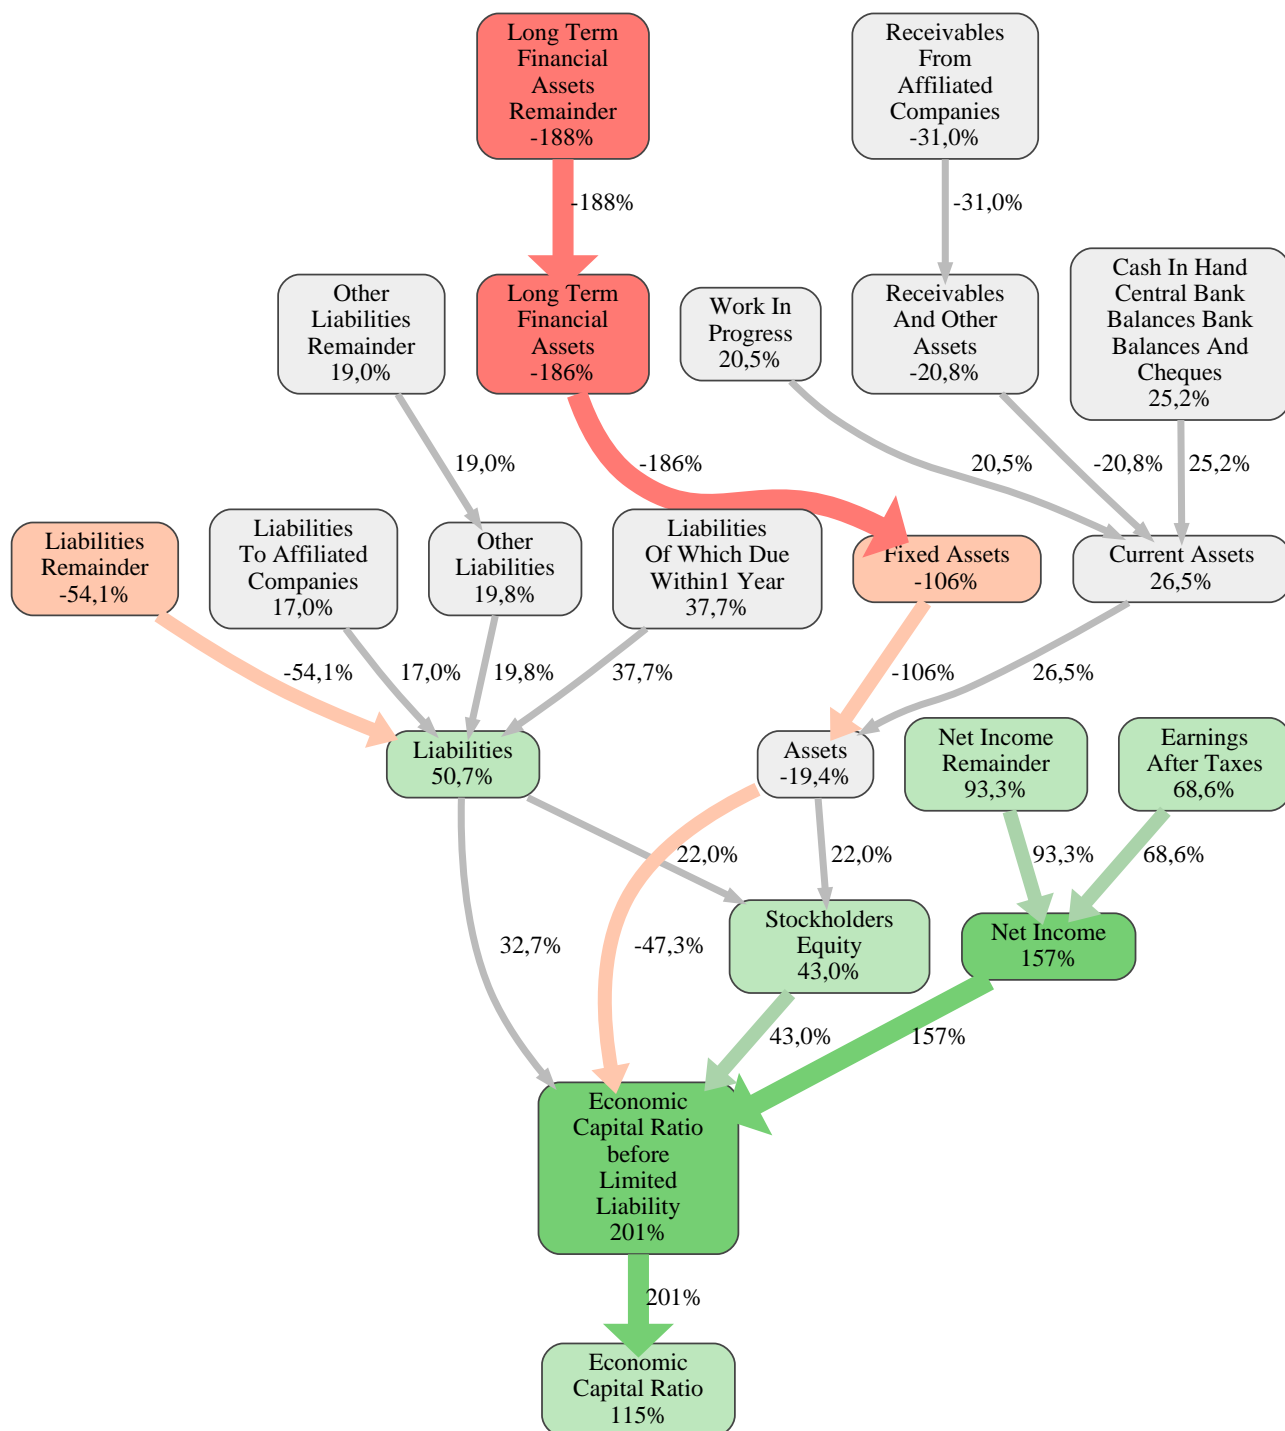 Long Term
Financial
Assets
Remainder
-188%
Receivables
From
Affiliated
Companies
-31,0%
-188%
-31,0%
Other
Liabilities
Remainder
19,0%
Long Term
Financial
Assets
-186%
Work In
Progress
20,5%
Receivables
And Other
Assets
-20,8%
Cash In Hand
Central Bank
Balances Bank
Balances And
Cheques
25,2%
19,0%
-186%
20,5%
-20,8%
25,2%
Liabilities
Remainder
-54,1%
Liabilities
To Affiliated
Companies
17,0%
Other
Liabilities
19,8%
Liabilities
Of Which Due
Within1 Year
37,7%
Fixed Assets
-106%
Current Assets
26,5%
-54,1%
17,0%
19,8%
37,7%
-106%
26,5%
Liabilities
50,7%
Assets
-19,4%
Net Income
Remainder
93,3%
Earnings
After Taxes
68,6%
22,0%
22,0%
93,3%
68,6%
32,7%
-47,3%
Stockholders
Equity
43,0%
Net Income
157%
43,0%
157%
Economic
Capital Ratio
before
Limited
Liability
201%
201%
Economic
Capital Ratio
115%